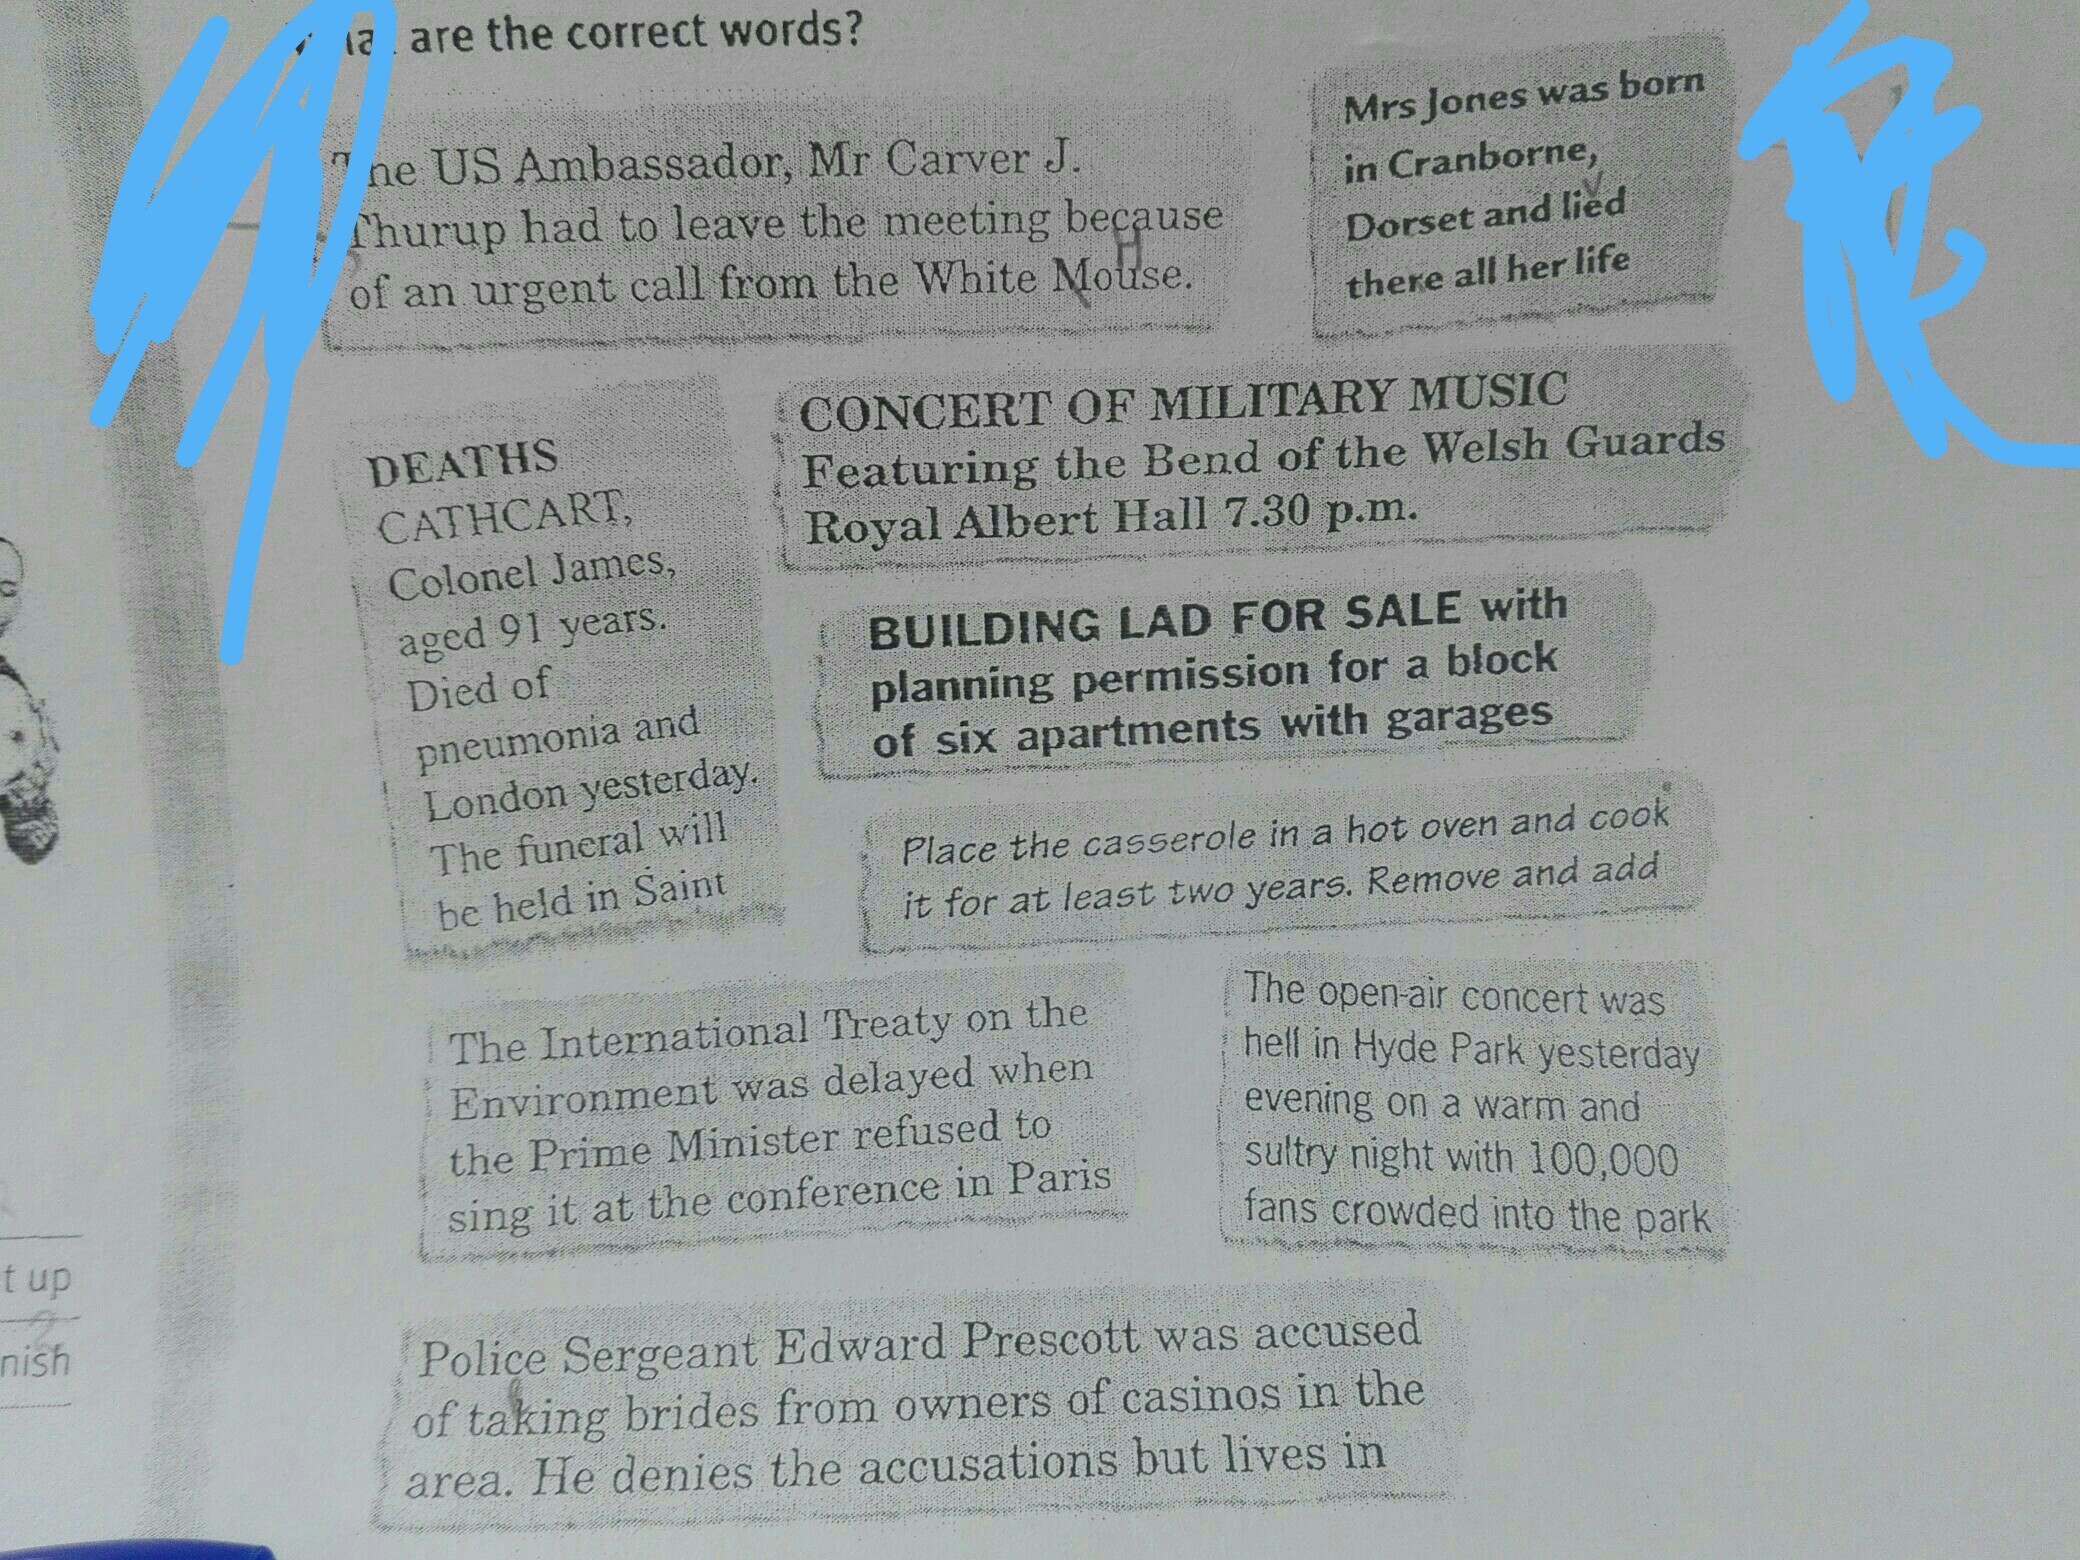 are the correct words?
The US Ambassador, Mr Carver J.
Thurup had to leave the meeting because
of an urgent call from the White Mouse.
H
Mrs Jones was born
in Cranborne,
v
Dorset and lied
there all her life
DEATHS
CATHCART,
Colonel James,
aged 91 years.
Died of
pneumonia and
London yesterday.
The funeral will
be held in Saint
CONCERT OF MILITARY MUSIC
Featuring the Bend of the Welsh Guards
Royal Albert Hall 7.30 p.m.
BUILDING LAD FOR SALE with
planning permission for a block
of six apartments with garages
Place the casserole in a hot oven and cook
it for at least two years. Remove and add
The International Treaty on the
Environment was delayed when
the Prime Minister refused to
sing it at the conference in Paris
The open-air concert was
hell in Hyde Park yesterday
evening on a warm and
sultry night with 100,000
fans crowded into the park
Police Sergeant Edward Prescott was accused
of taking brides from owners of casinos in the
area. He denies the accusations but lives in
t up
nish